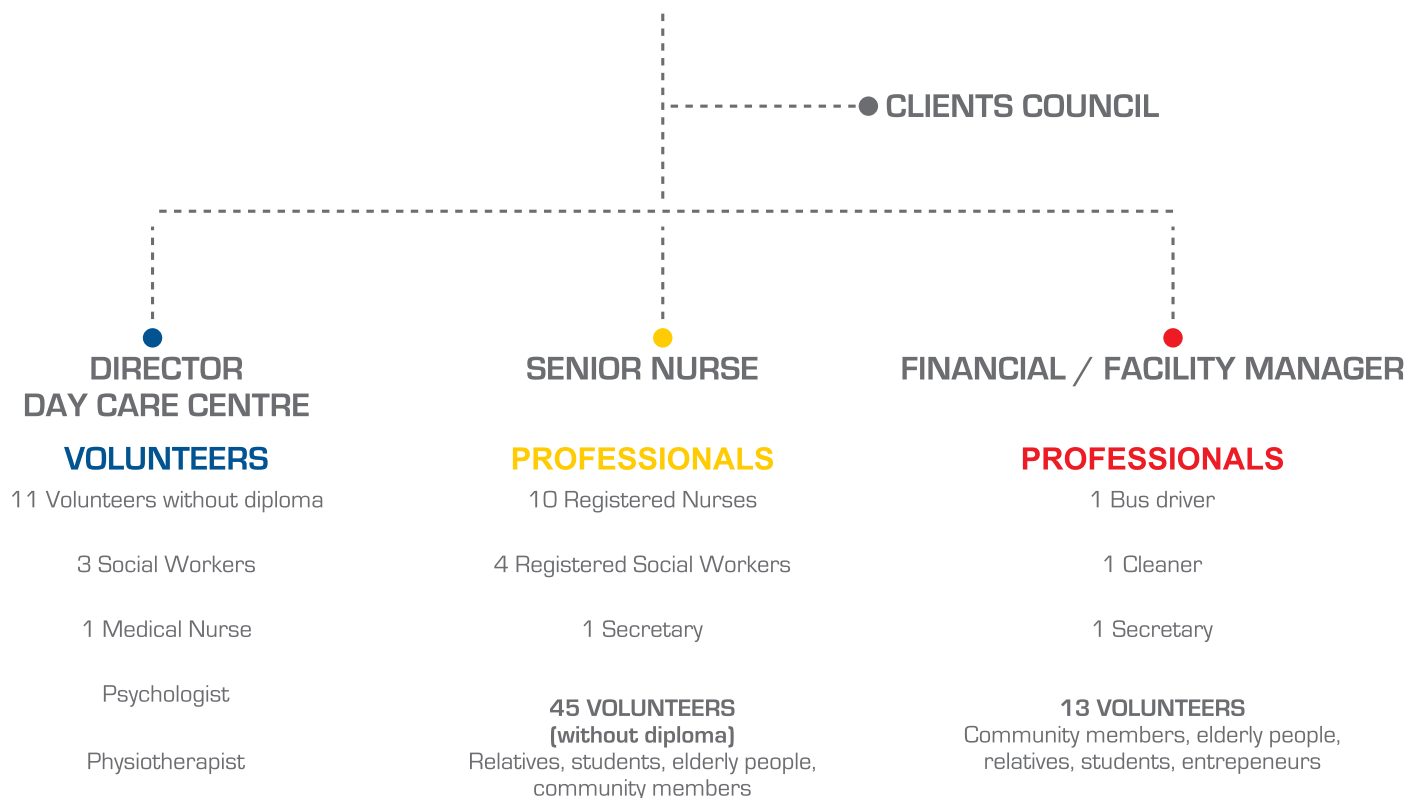 CLIENTS COUNCIL
DIRECTOR
DAY CARE CENTRE
VOLUNTEERS
11 Volunteers without diploma
3 Social Workers
1 Medical Nurse
Psychologist
Physiotherapist
SENIOR NURSE
PROFESSIONALS
10 Registered Nurses
4 Registered Social Workers
1 Secretary
45 VOLUNTEERS
(without diploma)
Relatives, students, elderly people,
community members
FINANCIAL / FACILITY MANAGER
PROFESSIONALS
1 Bus driver
1 Cleaner
1 Secretary
13 VOLUNTEERS
Community members, elderly people,
relatives, students, entrepeneurs